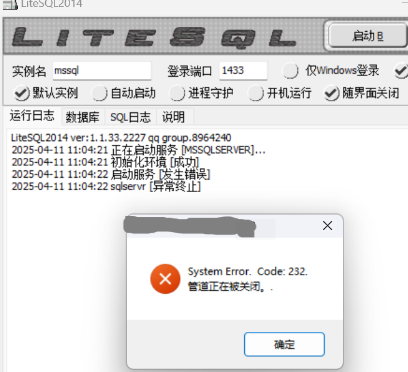 LiteSQL2014
LITESQL
启动B
实例名 mssql 登录端口 1433 仅Windows登录
默认实例 自动启动 进程守护 开机运行 随界面关闭
运行日志 数据库 SQL日志 说明
LiteSQL2014 ver:1.1.33.2227 qq group.8964240
2025-04-11 11:04:21 正在启动服务 [MSSQLSERVER]...
2025-04-11 11:04:21 初始化环境 [成功]
2025-04-11 11:04:22 启动服务 [发生错误]
2025-04-11 11:04:22 sqlservr [异常终止]
System Error. Code: 232.
管道正在被关闭。.
确定